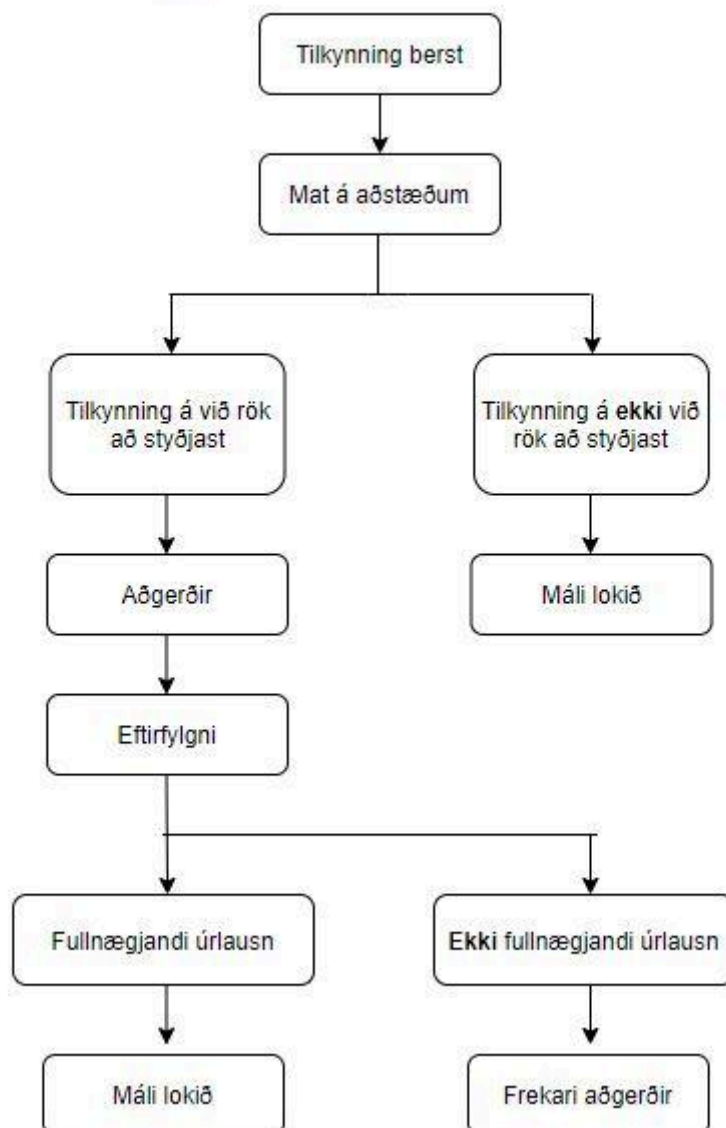 Tilkynning berst
Mat á aðstæðum
Tilkynning á við rök
að styðjast
Tilkynning á ekki við
rök að styðjast
Aðgerðir
Máli lokið
Eftirfylgni
Fullnægjandi úrlausn
Ekki fullnægjandi úrlausn
Máli lokið
Frekari aðgerðir